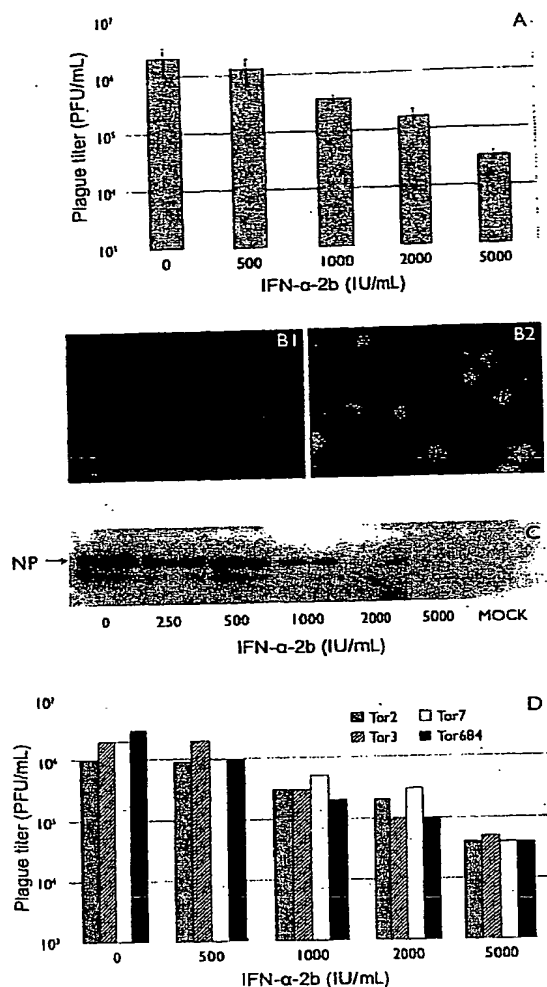 A
Plague titer (PFU/mL)
10⁷
10⁶
10⁵
10⁴
10³
0 500 1000 2000 5000
IFN-α-2b (IU/mL)
B1
B2
C
NP
0 250 500 1000 2000 5000 MOCK
IFN-α-2b (IU/mL)
D
Plague titer (PFU/mL)
10⁷
10⁶
10⁵
10⁴
10³
Tor2 Tor7
Tor3 Tor684
0 500 1000 2000 5000
IFN-α-2b (IU/mL)